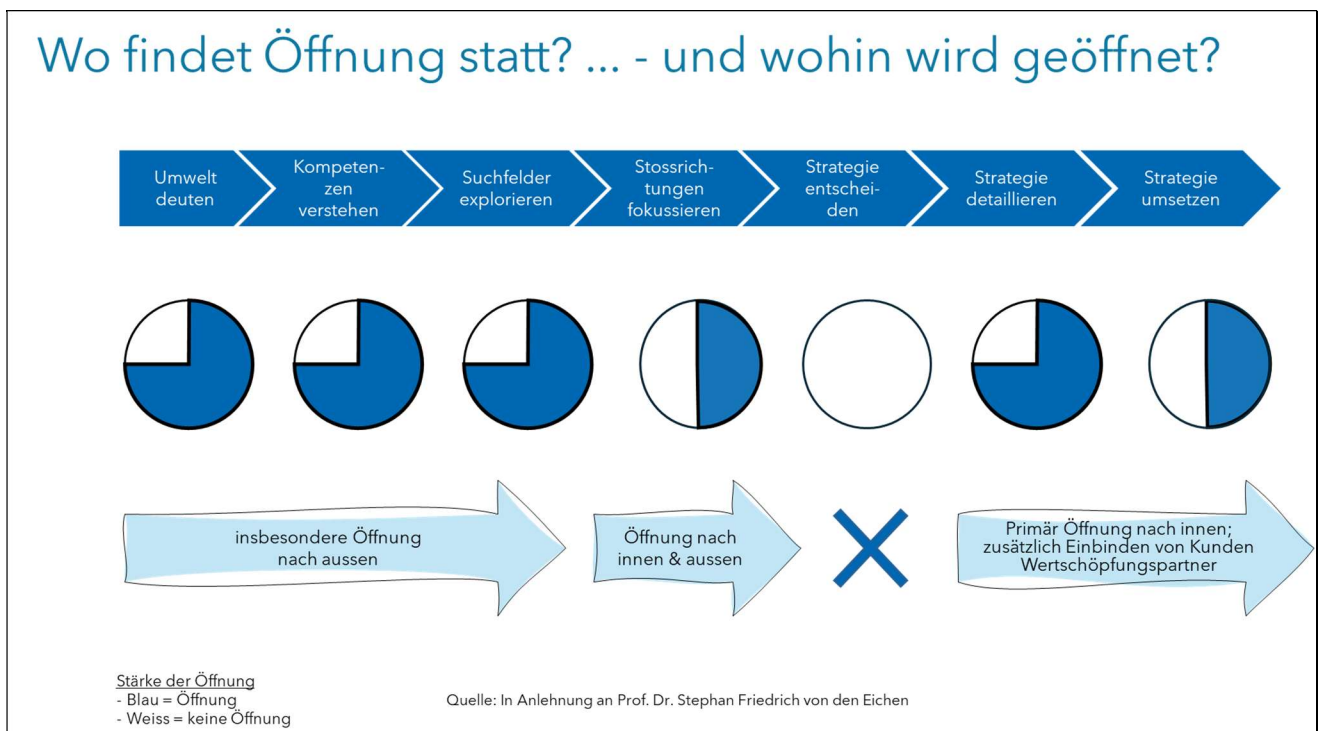 Wo findet Öffnung statt? ... - und wohin wird geöffnet?
Umwelt
deuten
Kompeten-
zen
verstehen
Suchfelder
explorieren
Stossrich-
tungen
fokussieren
Strategie
entschei-
den
Strategie
detaillieren
Strategie
umsetzen
insbesondere Öffnung
nach aussen
Öffnung nach
innen & aussen
Primär Öffnung nach innen;
zusätzlich Einbinden von Kunden
Wertschöpfungspartner
Stärke der Öffnung
- Blau = Öffnung
- Weiss = keine Öffnung
Quelle: In Anlehnung an Prof. Dr. Stephan Friedrich von den Eichen